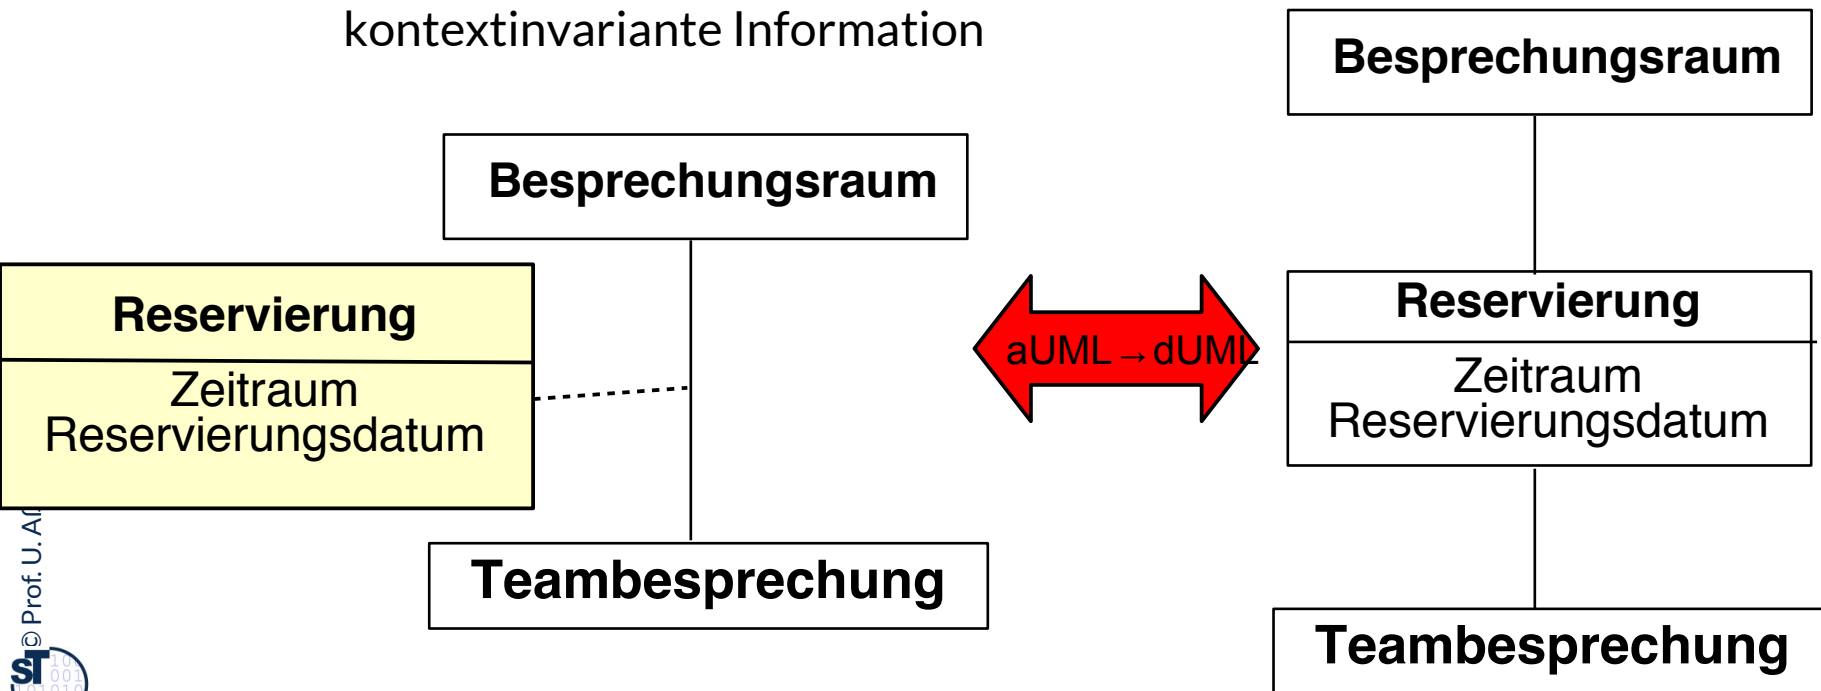 kontextinvariante Information
Besprechungsraum
Reservierung
Zeitraum
Reservierungsdatum
Teambesprechung
aUML→dUML
Besprechungsraum
Reservierung
Zeitraum
Reservierungsdatum
Teambesprechung
© Prof. U.
ST